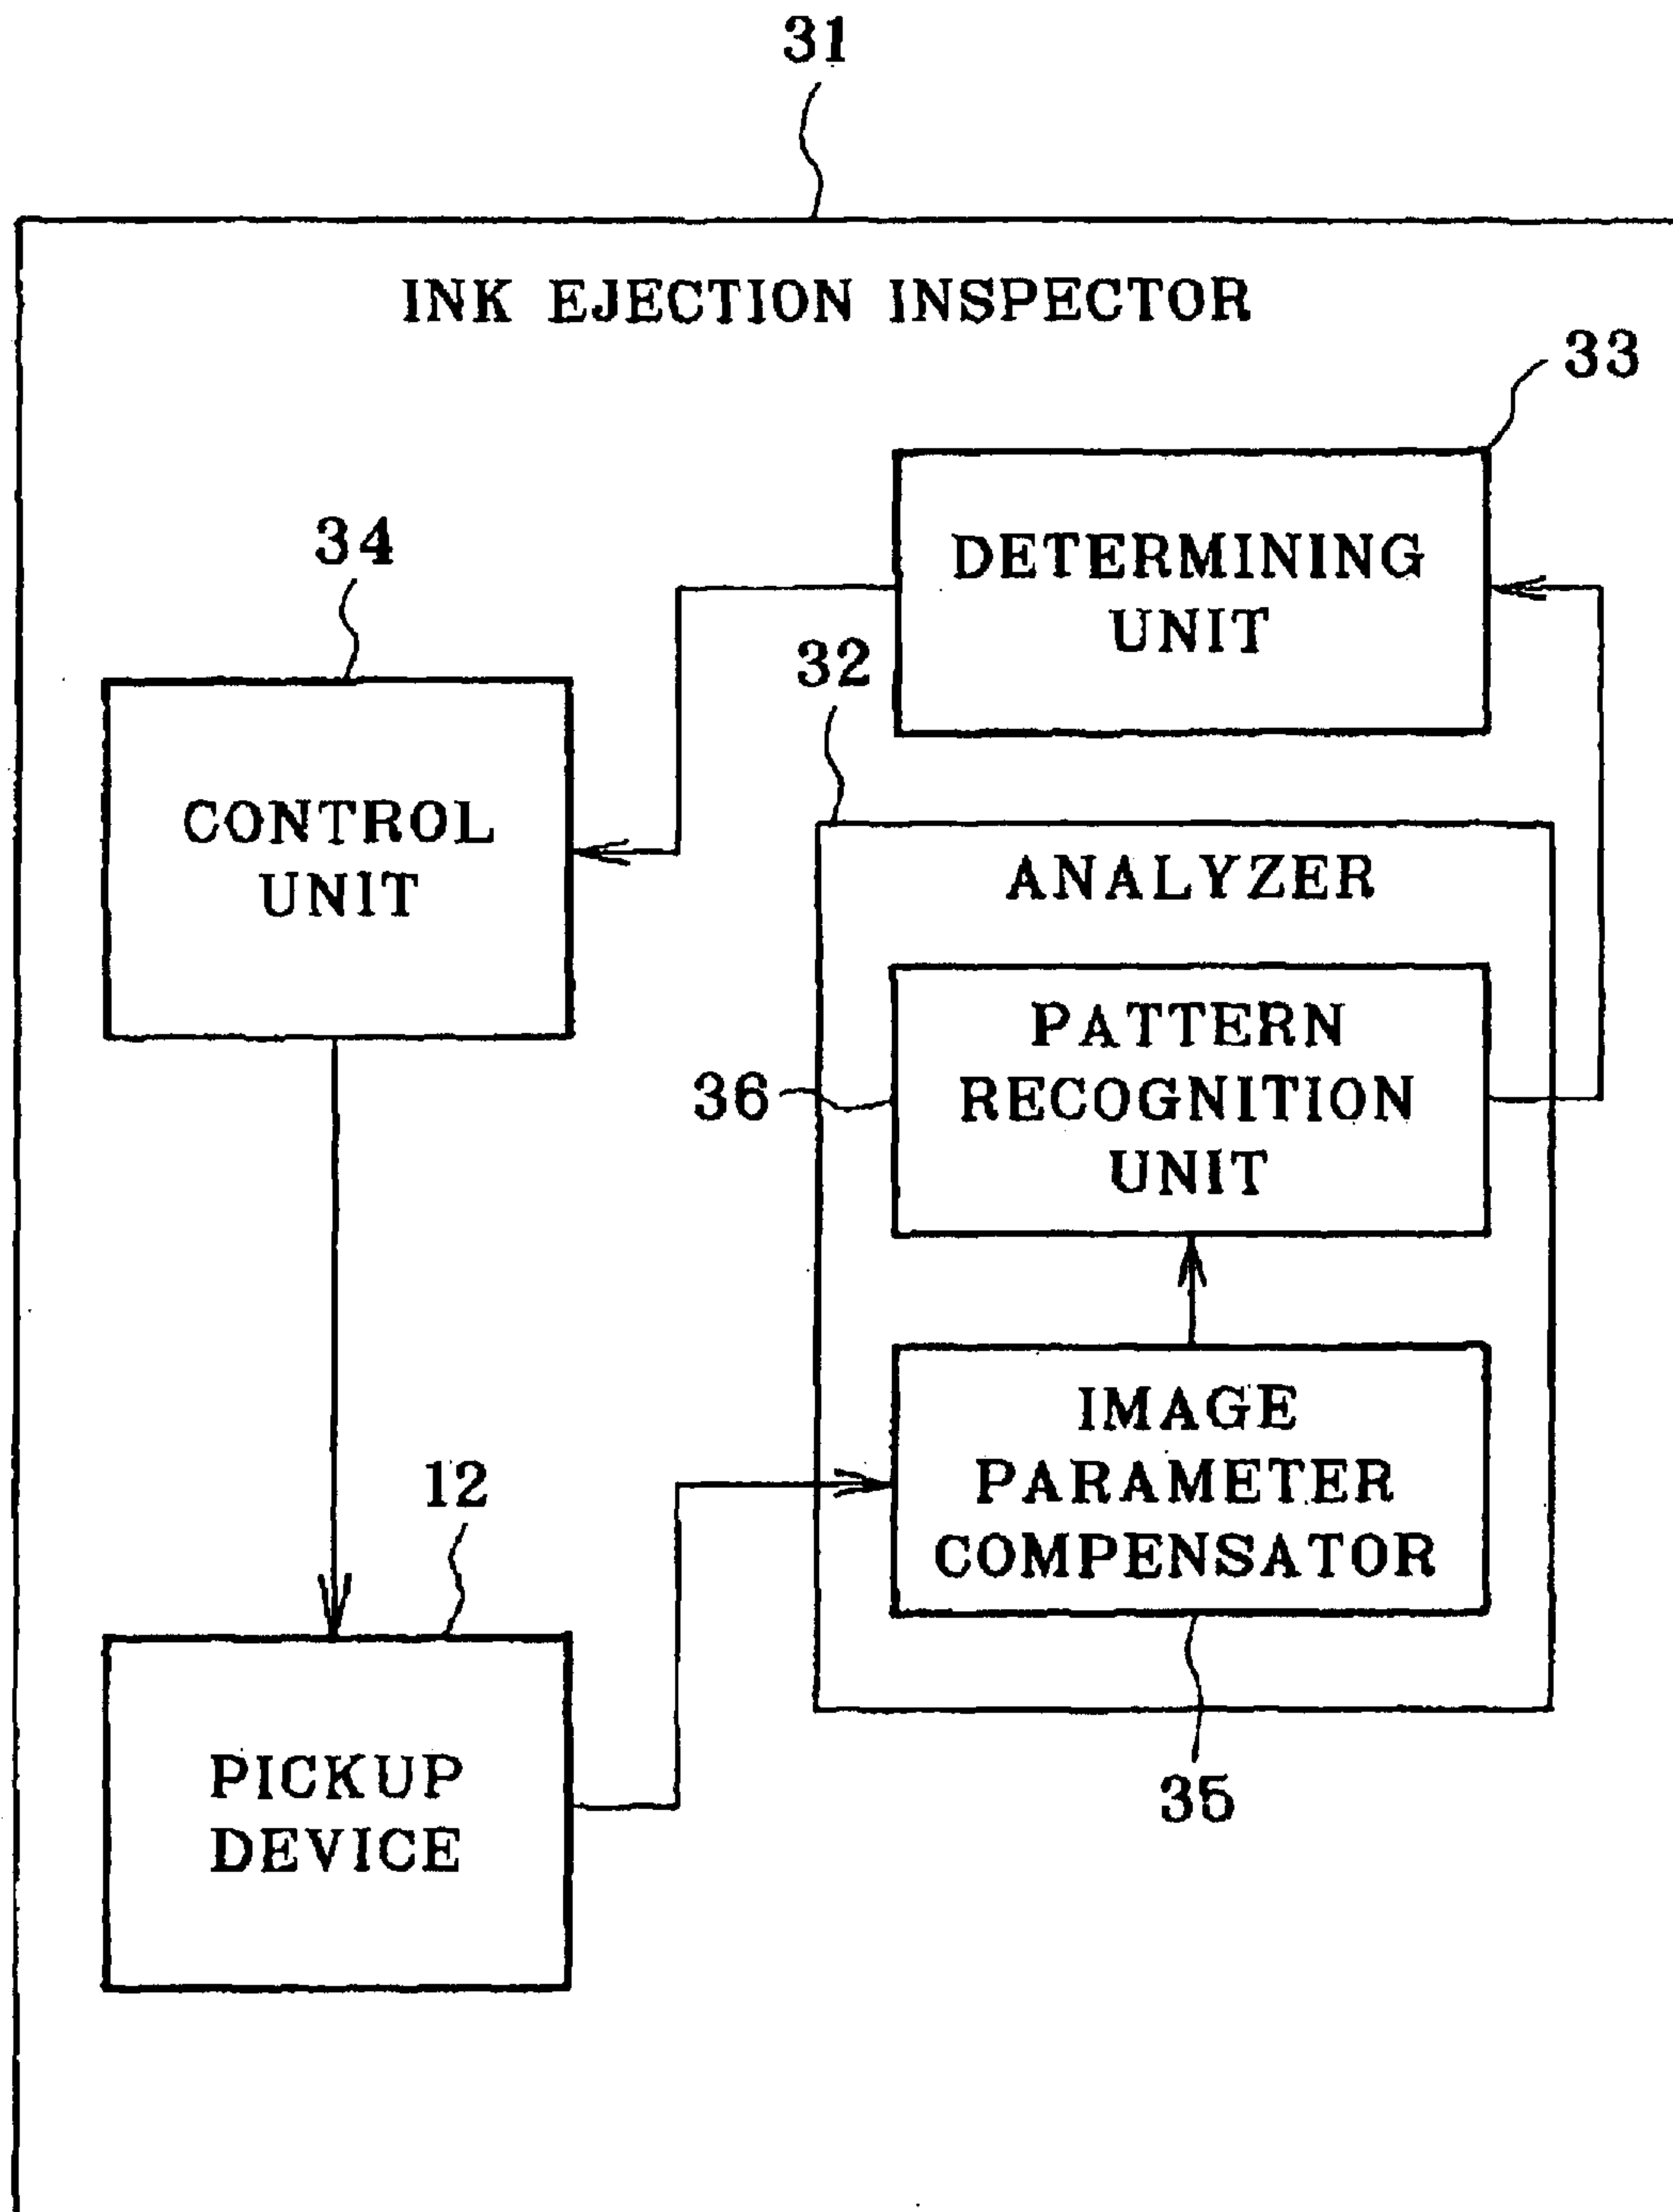 31
INK EJECTION INSPECTOR
33
DETERMINING
UNIT
34
32
CONTROL
UNIT
ANALYZER
PATTERN
RECOGNITION
UNIT
36
IMAGE
PARAMETER
COMPENSATOR
12
35
PICKUP
DEVICE